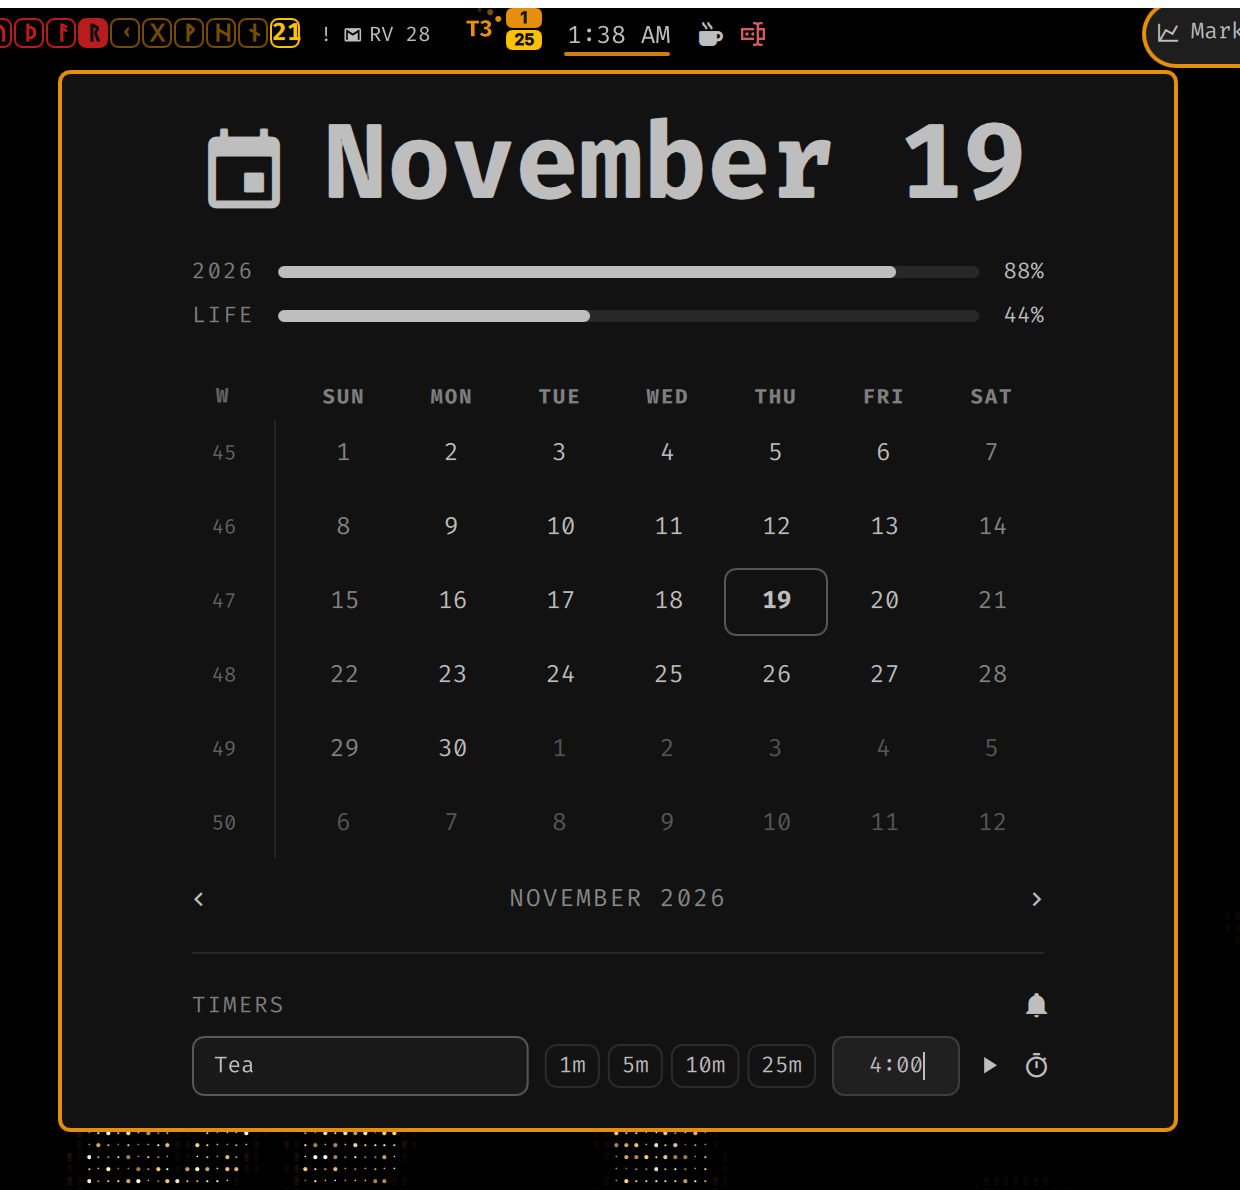 ᚦ ᚨ ᚱ ᚲ ᚷ ᚹ ᚺ ᚾ 21 ! RV 28 T3 1 25 1:38 AM
November 19
2026 88%
LIFE 44%
W SUN MON TUE WED THU FRI SAT
45 1 2 3 4 5 6 7
46 8 9 10 11 12 13 14
47 15 16 17 18 19 20 21
48 22 23 24 25 26 27 28
49 29 30 1 2 3 4 5
50 6 7 8 9 10 11 12
‹ NOVEMBER 2026 ›
TIMERS
Tea 1m 5m 10m 25m 4:00